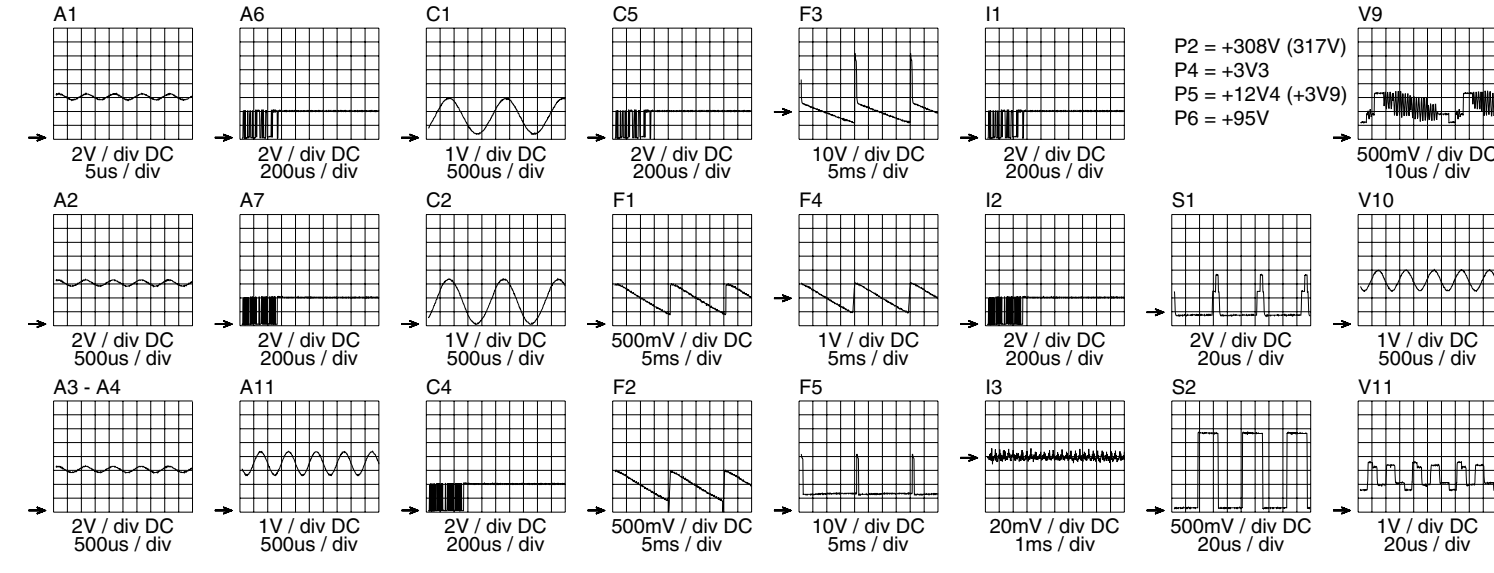 A1
2V / div DC
5us / div
A6
2V / div DC
200us / div
C1
1V / div DC
500us / div
C5
2V / div DC
200us / div
F3
10V / div DC
5ms / div
I1
2V / div DC
200us / div
P2 = +308V (317V)
P4 = +3V3
P5 = +12V4 (+3V9)
P6 = +95V
V9
500mV / div DC
10us / div
A2
2V / div DC
500us / div
A7
2V / div DC
200us / div
C2
1V / div DC
500us / div
F1
500mV / div DC
5ms / div
F4
1V / div DC
5ms / div
I2
2V / div DC
200us / div
S1
2V / div DC
20us / div
V10
1V / div DC
500us / div
A3 - A4
2V / div DC
500us / div
A11
1V / div DC
500us / div
C4
2V / div DC
200us / div
F2
500mV / div DC
5ms / div
F5
10V / div DC
5ms / div
I3
20mV / div DC
1ms / div
S2
500mV / div DC
20us / div
V11
1V / div DC
20us / div